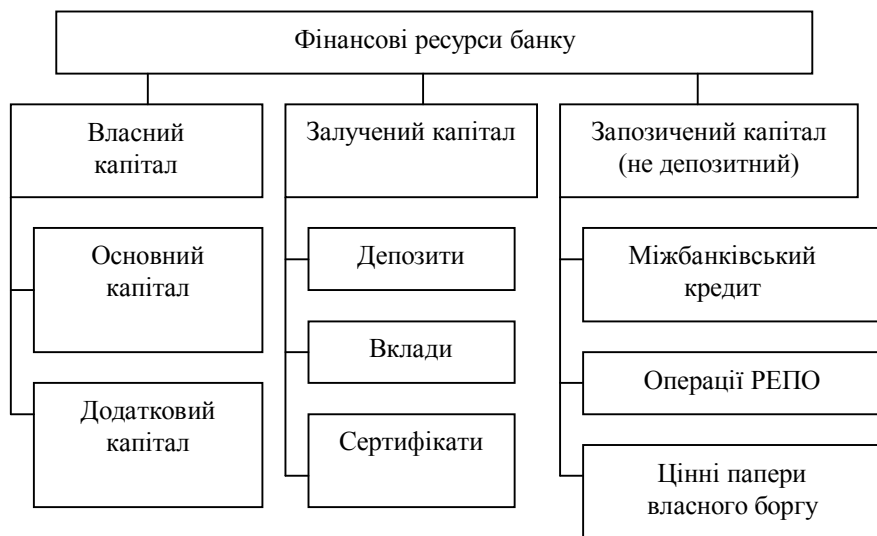 Фінансові ресурси банку
Власний
капітал
Основний
капітал
Додатковий
капітал
Залучений капітал
Депозити
Вклади
Сертифікати
Запозичений капітал
(не депозитний)
Міжбанківський
кредит
Операції РЕПО
Цінні папери
власного боргу